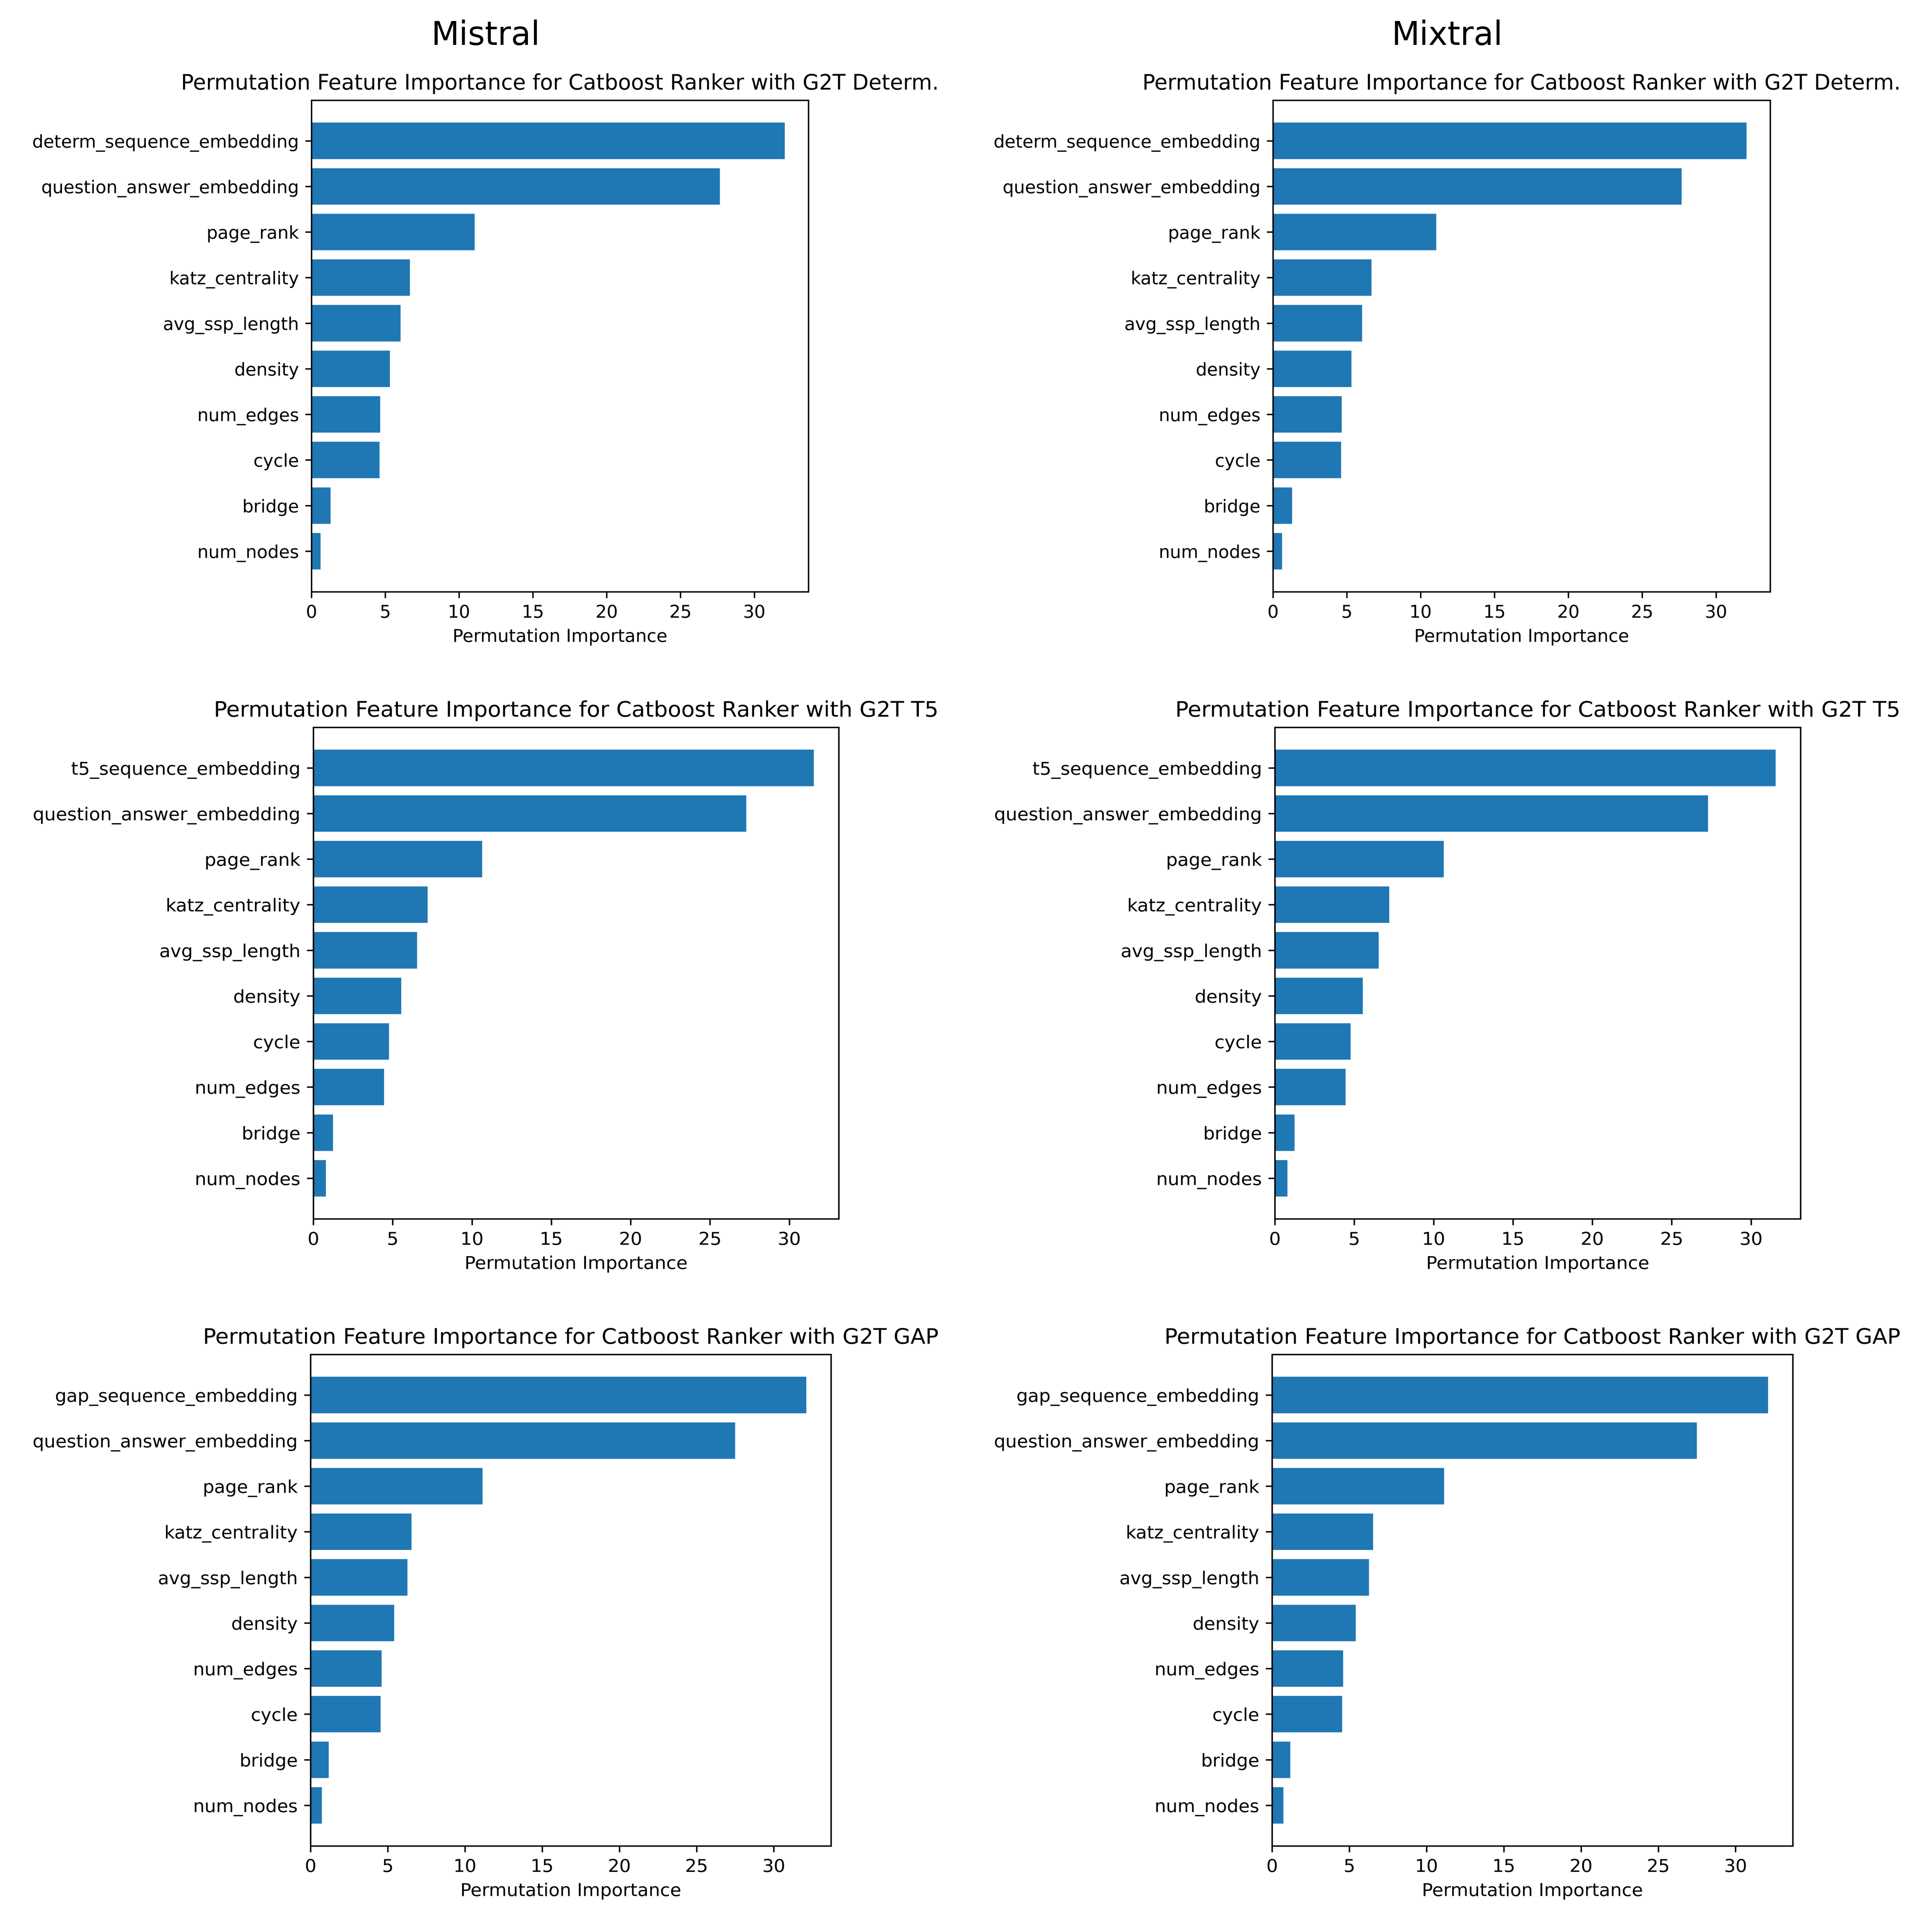 Mistral
Mixtral
Permutation Feature Importance for Catboost Ranker with G2T Determ.
determ_sequence_embedding
question_answer_embedding
page_rank
katz_centrality
avg_ssp_length
density
num_edges
cycle
bridge
num_nodes
0 5 10 15 20 25 30
Permutation Importance
Permutation Feature Importance for Catboost Ranker with G2T Determ.
determ_sequence_embedding
question_answer_embedding
page_rank
katz_centrality
avg_ssp_length
density
num_edges
cycle
bridge
num_nodes
0 5 10 15 20 25 30
Permutation Importance
Permutation Feature Importance for Catboost Ranker with G2T T5
t5_sequence_embedding
question_answer_embedding
page_rank
katz_centrality
avg_ssp_length
density
cycle
num_edges
bridge
num_nodes
0 5 10 15 20 25 30
Permutation Importance
Permutation Feature Importance for Catboost Ranker with G2T T5
t5_sequence_embedding
question_answer_embedding
page_rank
katz_centrality
avg_ssp_length
density
cycle
num_edges
bridge
num_nodes
0 5 10 15 20 25 30
Permutation Importance
Permutation Feature Importance for Catboost Ranker with G2T GAP
gap_sequence_embedding
question_answer_embedding
page_rank
katz_centrality
avg_ssp_length
density
num_edges
cycle
bridge
num_nodes
0 5 10 15 20 25 30
Permutation Importance
Permutation Feature Importance for Catboost Ranker with G2T GAP
gap_sequence_embedding
question_answer_embedding
page_rank
katz_centrality
avg_ssp_length
density
num_edges
cycle
bridge
num_nodes
0 5 10 15 20 25 30
Permutation Importance